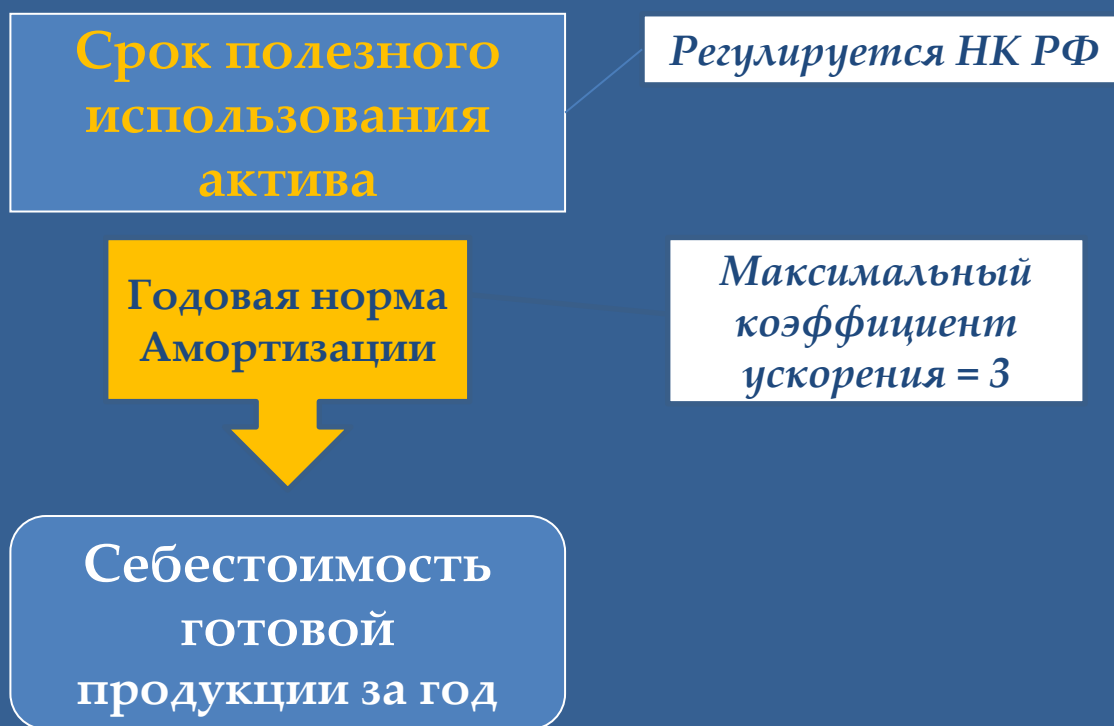 Срок полезного
использования
актива
Регулируется НК РФ
Годовая норма
Амортизации
Максимальный
коэффициент
ускорения = 3
Себестоимость
готовой
продукции за год